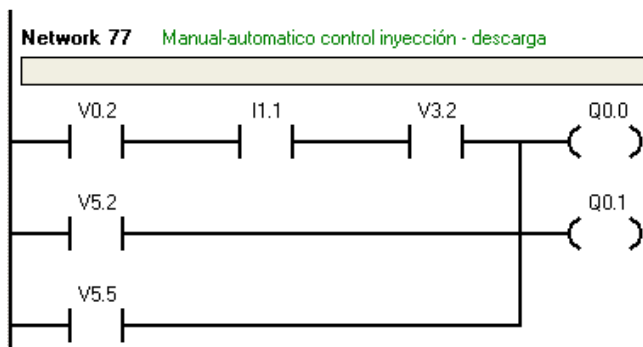 Network 77 Manual-automatico control inyección - descarga
V0.2 I1.1 V3.2 Q0.0
V5.2 Q0.1
V5.5